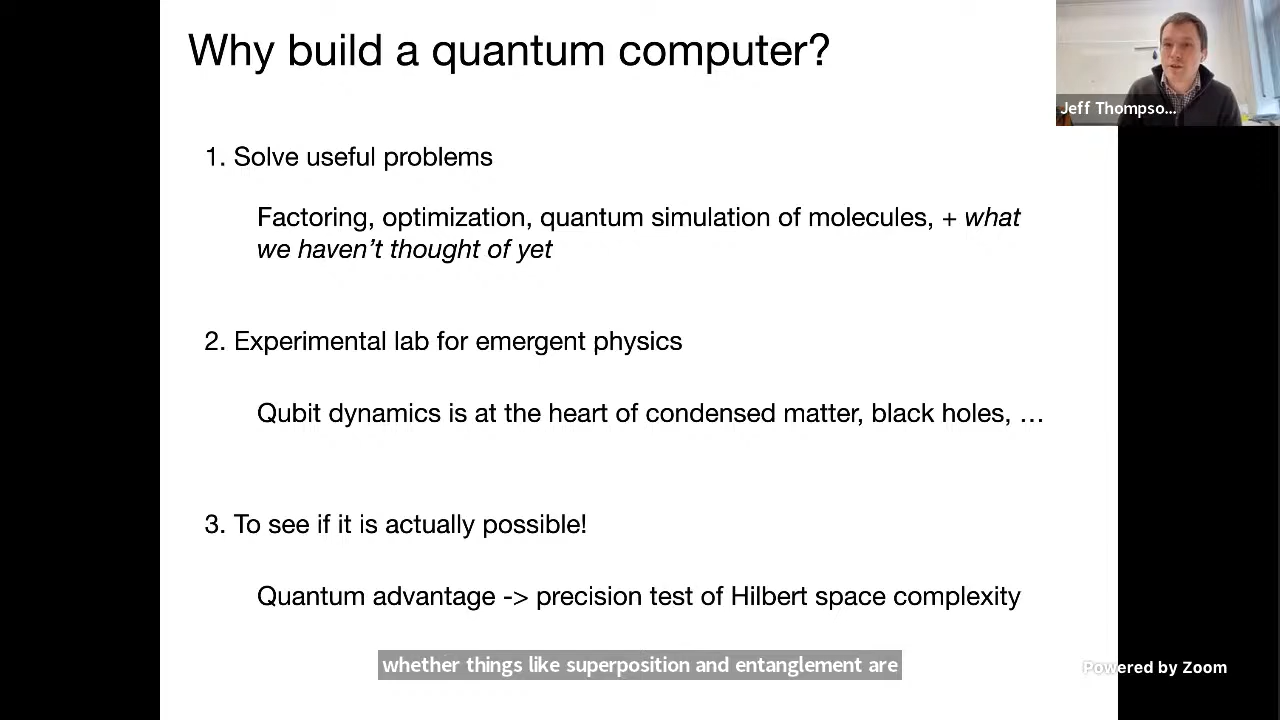 Why build a quantum computer?
Jeff Thompso...
1. Solve useful problems
Factoring, optimization, quantum simulation of molecules, + what
we haven't thought of yet
2. Experimental lab for emergent physics
Qubit dynamics is at the heart of condensed matter, black holes, …
3. To see if it is actually possible!
Quantum advantage -> precision test of Hilbert space complexity
whether things like superposition and entanglement are
Powered by Zoom